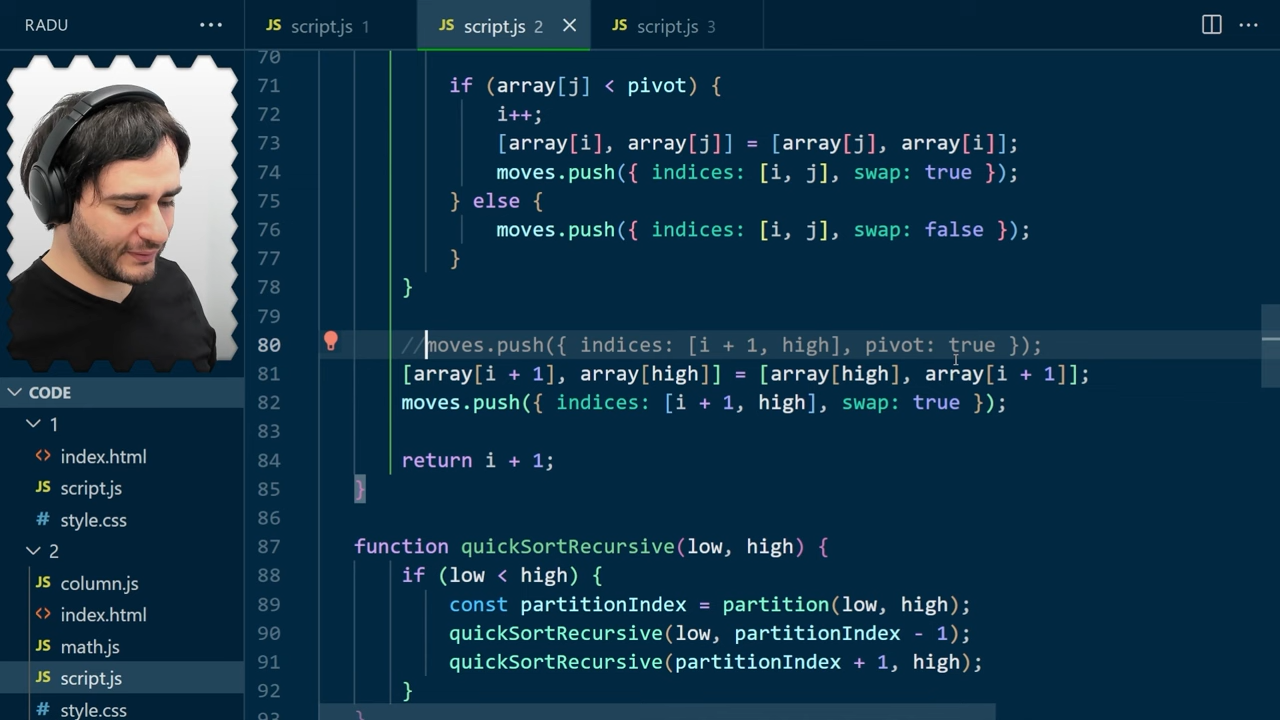 RADU ···
JS script.js 1
JS script.js 2 ×
JS script.js 3
70
71 if (array[j] < pivot) {
72 i++;
73 [array[i], array[j]] = [array[j], array[i]];
74 moves.push({ indices: [i, j], swap: true });
75 } else {
76 moves.push({ indices: [i, j], swap: false });
77 }
78 }
79
80 //moves.push({ indices: [i + 1, high], pivot: true });
81 [array[i + 1], array[high]] = [array[high], array[i + 1]];
82 moves.push({ indices: [i + 1, high], swap: true });
83
84 return i + 1;
85 }
86
87 function quickSortRecursive(low, high) {
88 if (low < high) {
89 const partitionIndex = partition(low, high);
90 quickSortRecursive(low, partitionIndex - 1);
91 quickSortRecursive(partitionIndex + 1, high);
92 }
93 }
CODE
1
<> index.html
JS script.js
# style.css
2
JS column.js
<> index.html
JS math.js
JS script.js
# style.css